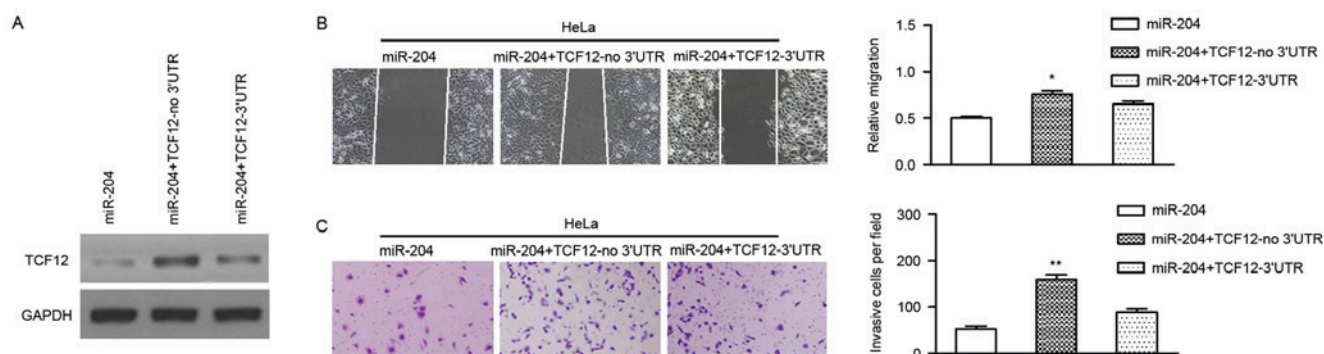 A
miR-204
miR-204+TCF12-no 3'UTR
miR-204+TCF12-3'UTR
TCF12
GAPDH
B
HeLa
miR-204 miR-204+TCF12-no 3'UTR miR-204+TCF12-3'UTR
Relative migration
1.5
1.0
0.5
0.0
*
miR-204
miR-204+TCF12-no 3'UTR
miR-204+TCF12-3'UTR
C
HeLa
miR-204 miR-204+TCF12-no 3'UTR miR-204+TCF12-3'UTR
Invasive cells per field
300
200
100
0
**
miR-204
miR-204+TCF12-no 3'UTR
miR-204+TCF12-3'UTR